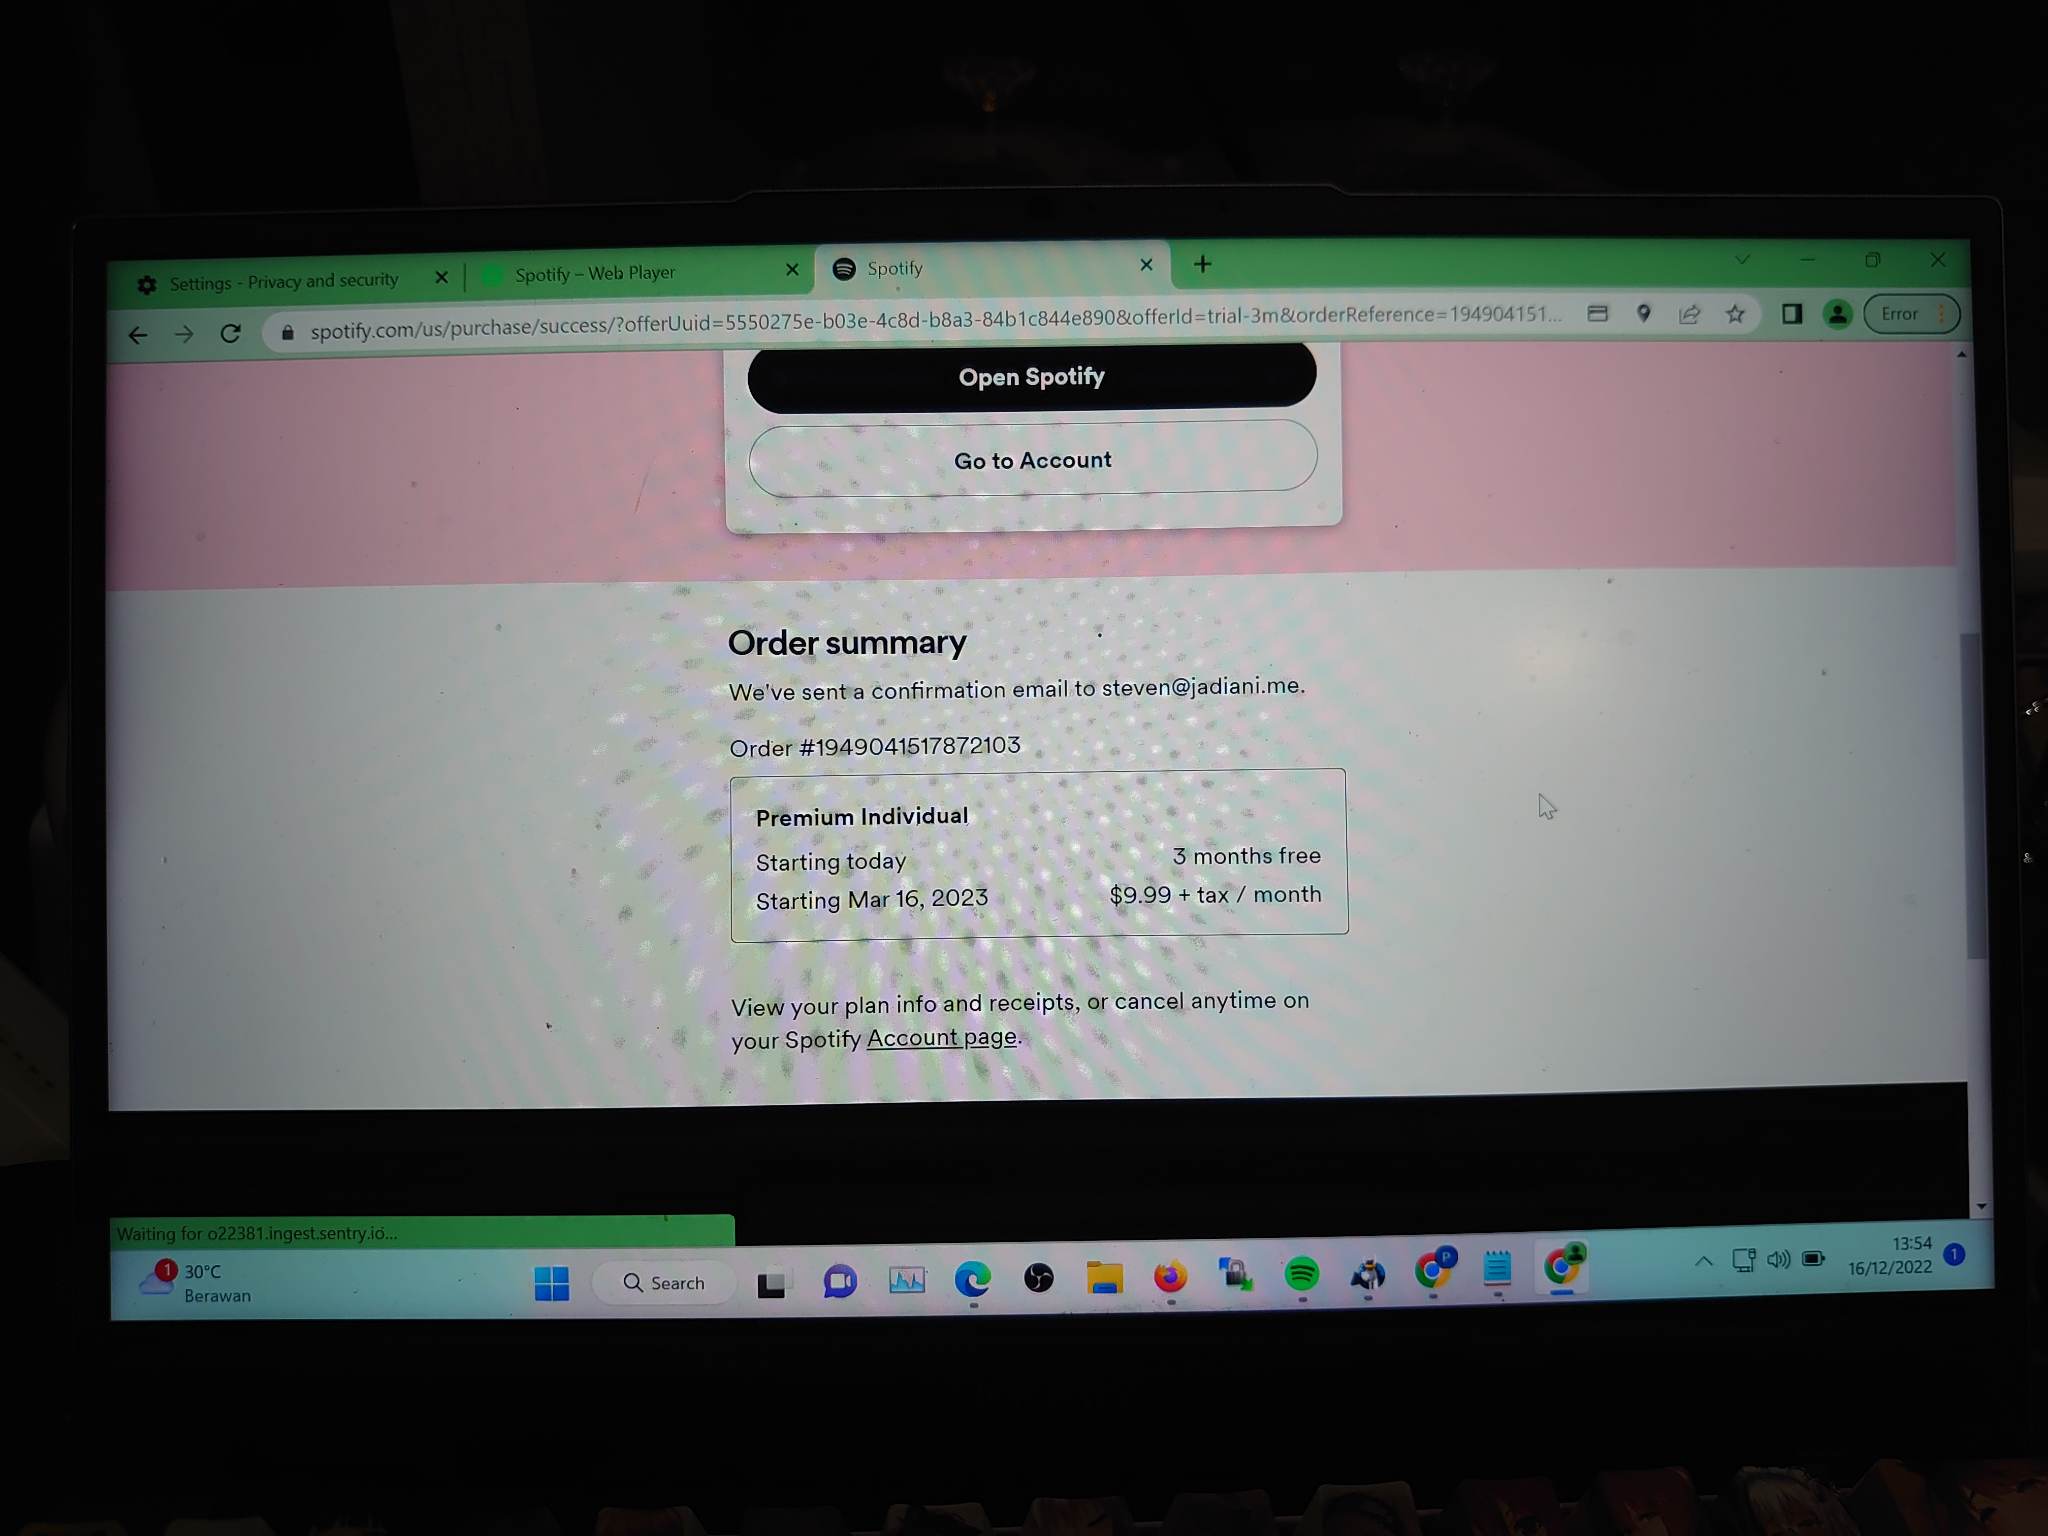 Settings - Privacy and security
Spotify – Web Player
Spotify
spotify.com/us/purchase/success/?offerUuid=5550275e-b03e-4c8d-b8a3-84b1c844e890&offerId=trial-3m&orderReference=194904151...
Error
Open Spotify
Go to Account
Order summary
We've sent a confirmation email to steven@jadiani.me.
Order #1949041517872103
Premium Individual
Starting today 3 months free
Starting Mar 16, 2023 $9.99 + tax / month
View your plan info and receipts, or cancel anytime on
your Spotify Account page.
Waiting for o22381.ingest.sentry.io...
1
30°C
Berawan
Search
P
13:54
16/12/2022
1